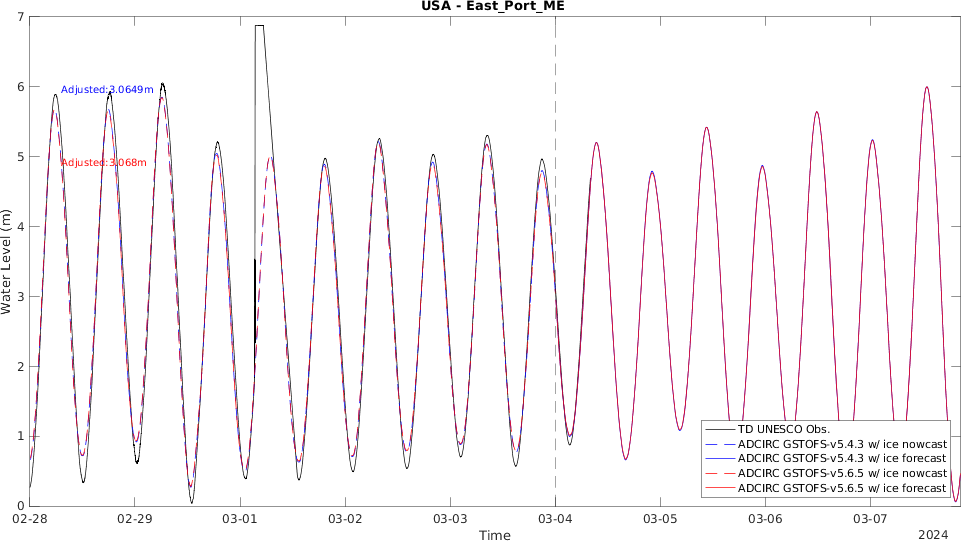 USA - East_Port_ME
7
6
5
4
3
2
1
0
Water Level (m)
Adjusted:3.0649m
Adjusted:3.068m
TD UNESCO Obs.
ADCIRC GSTOFS-v5.4.3 w/ ice nowcast
ADCIRC GSTOFS-v5.4.3 w/ ice forecast
ADCIRC GSTOFS-v5.6.5 w/ ice nowcast
ADCIRC GSTOFS-v5.6.5 w/ ice forecast
02-28 02-29 03-01 03-02 03-03 03-04 03-05 03-06 03-07
Time
2024